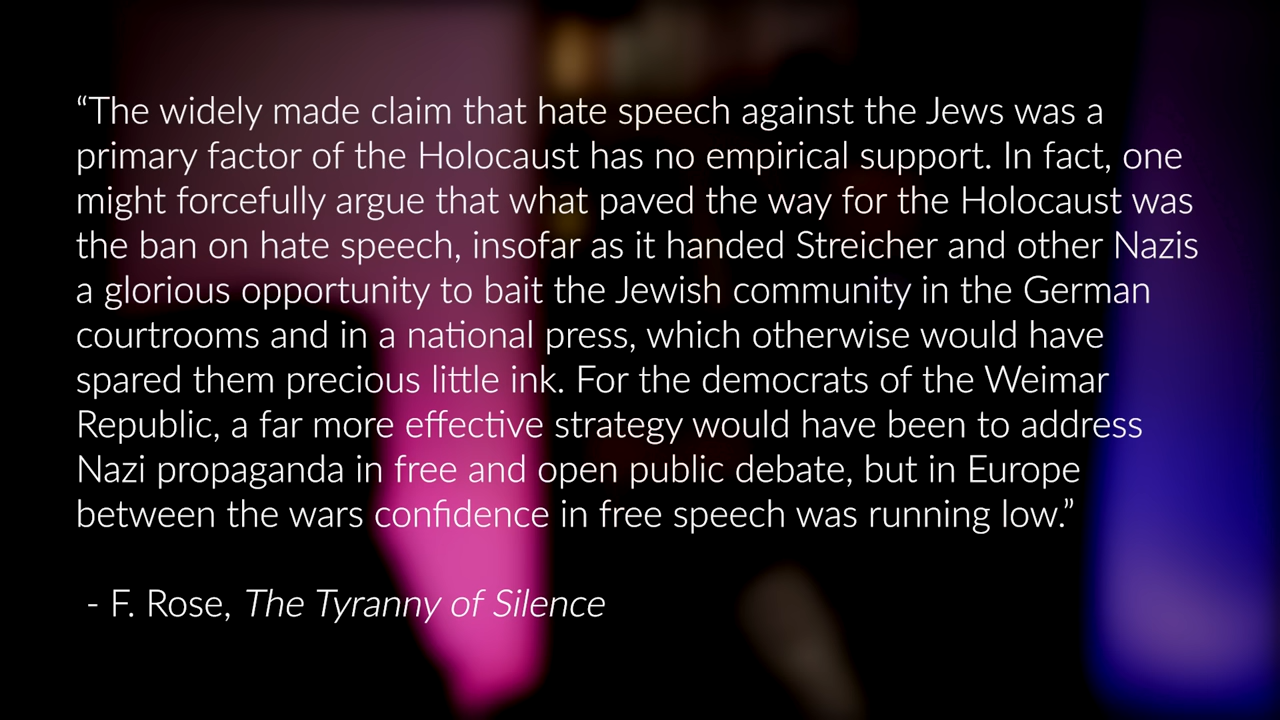 “The widely made claim that hate speech against the Jews was a
primary factor of the Holocaust has no empirical support. In fact, one
might forcefully argue that what paved the way for the Holocaust was
the ban on hate speech, insofar as it handed Streicher and other Nazis
a glorious opportunity to bait the Jewish community in the German
courtrooms and in a national press, which otherwise would have
spared them precious little ink. For the democrats of the Weimar
Republic, a far more effective strategy would have been to address
Nazi propaganda in free and open public debate, but in Europe
between the wars confidence in free speech was running low.”
- F. Rose, The Tyranny of Silence